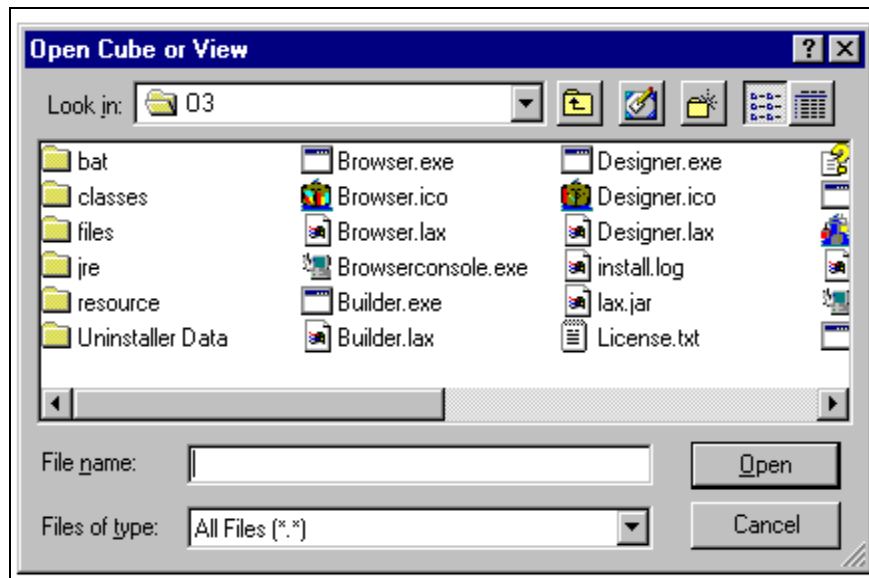 Open Cube or View
Look in: O3
bat Browser.exe Designer.exe
classes Browser.ico Designer.ico
files Browser.lax Designer.lax
jre Browserconsole.exe install.log
resource Builder.exe lax.jar
Uninstaller Data Builder.lax License.txt
File name: Open
Files of type: All Files (*.*) Cancel